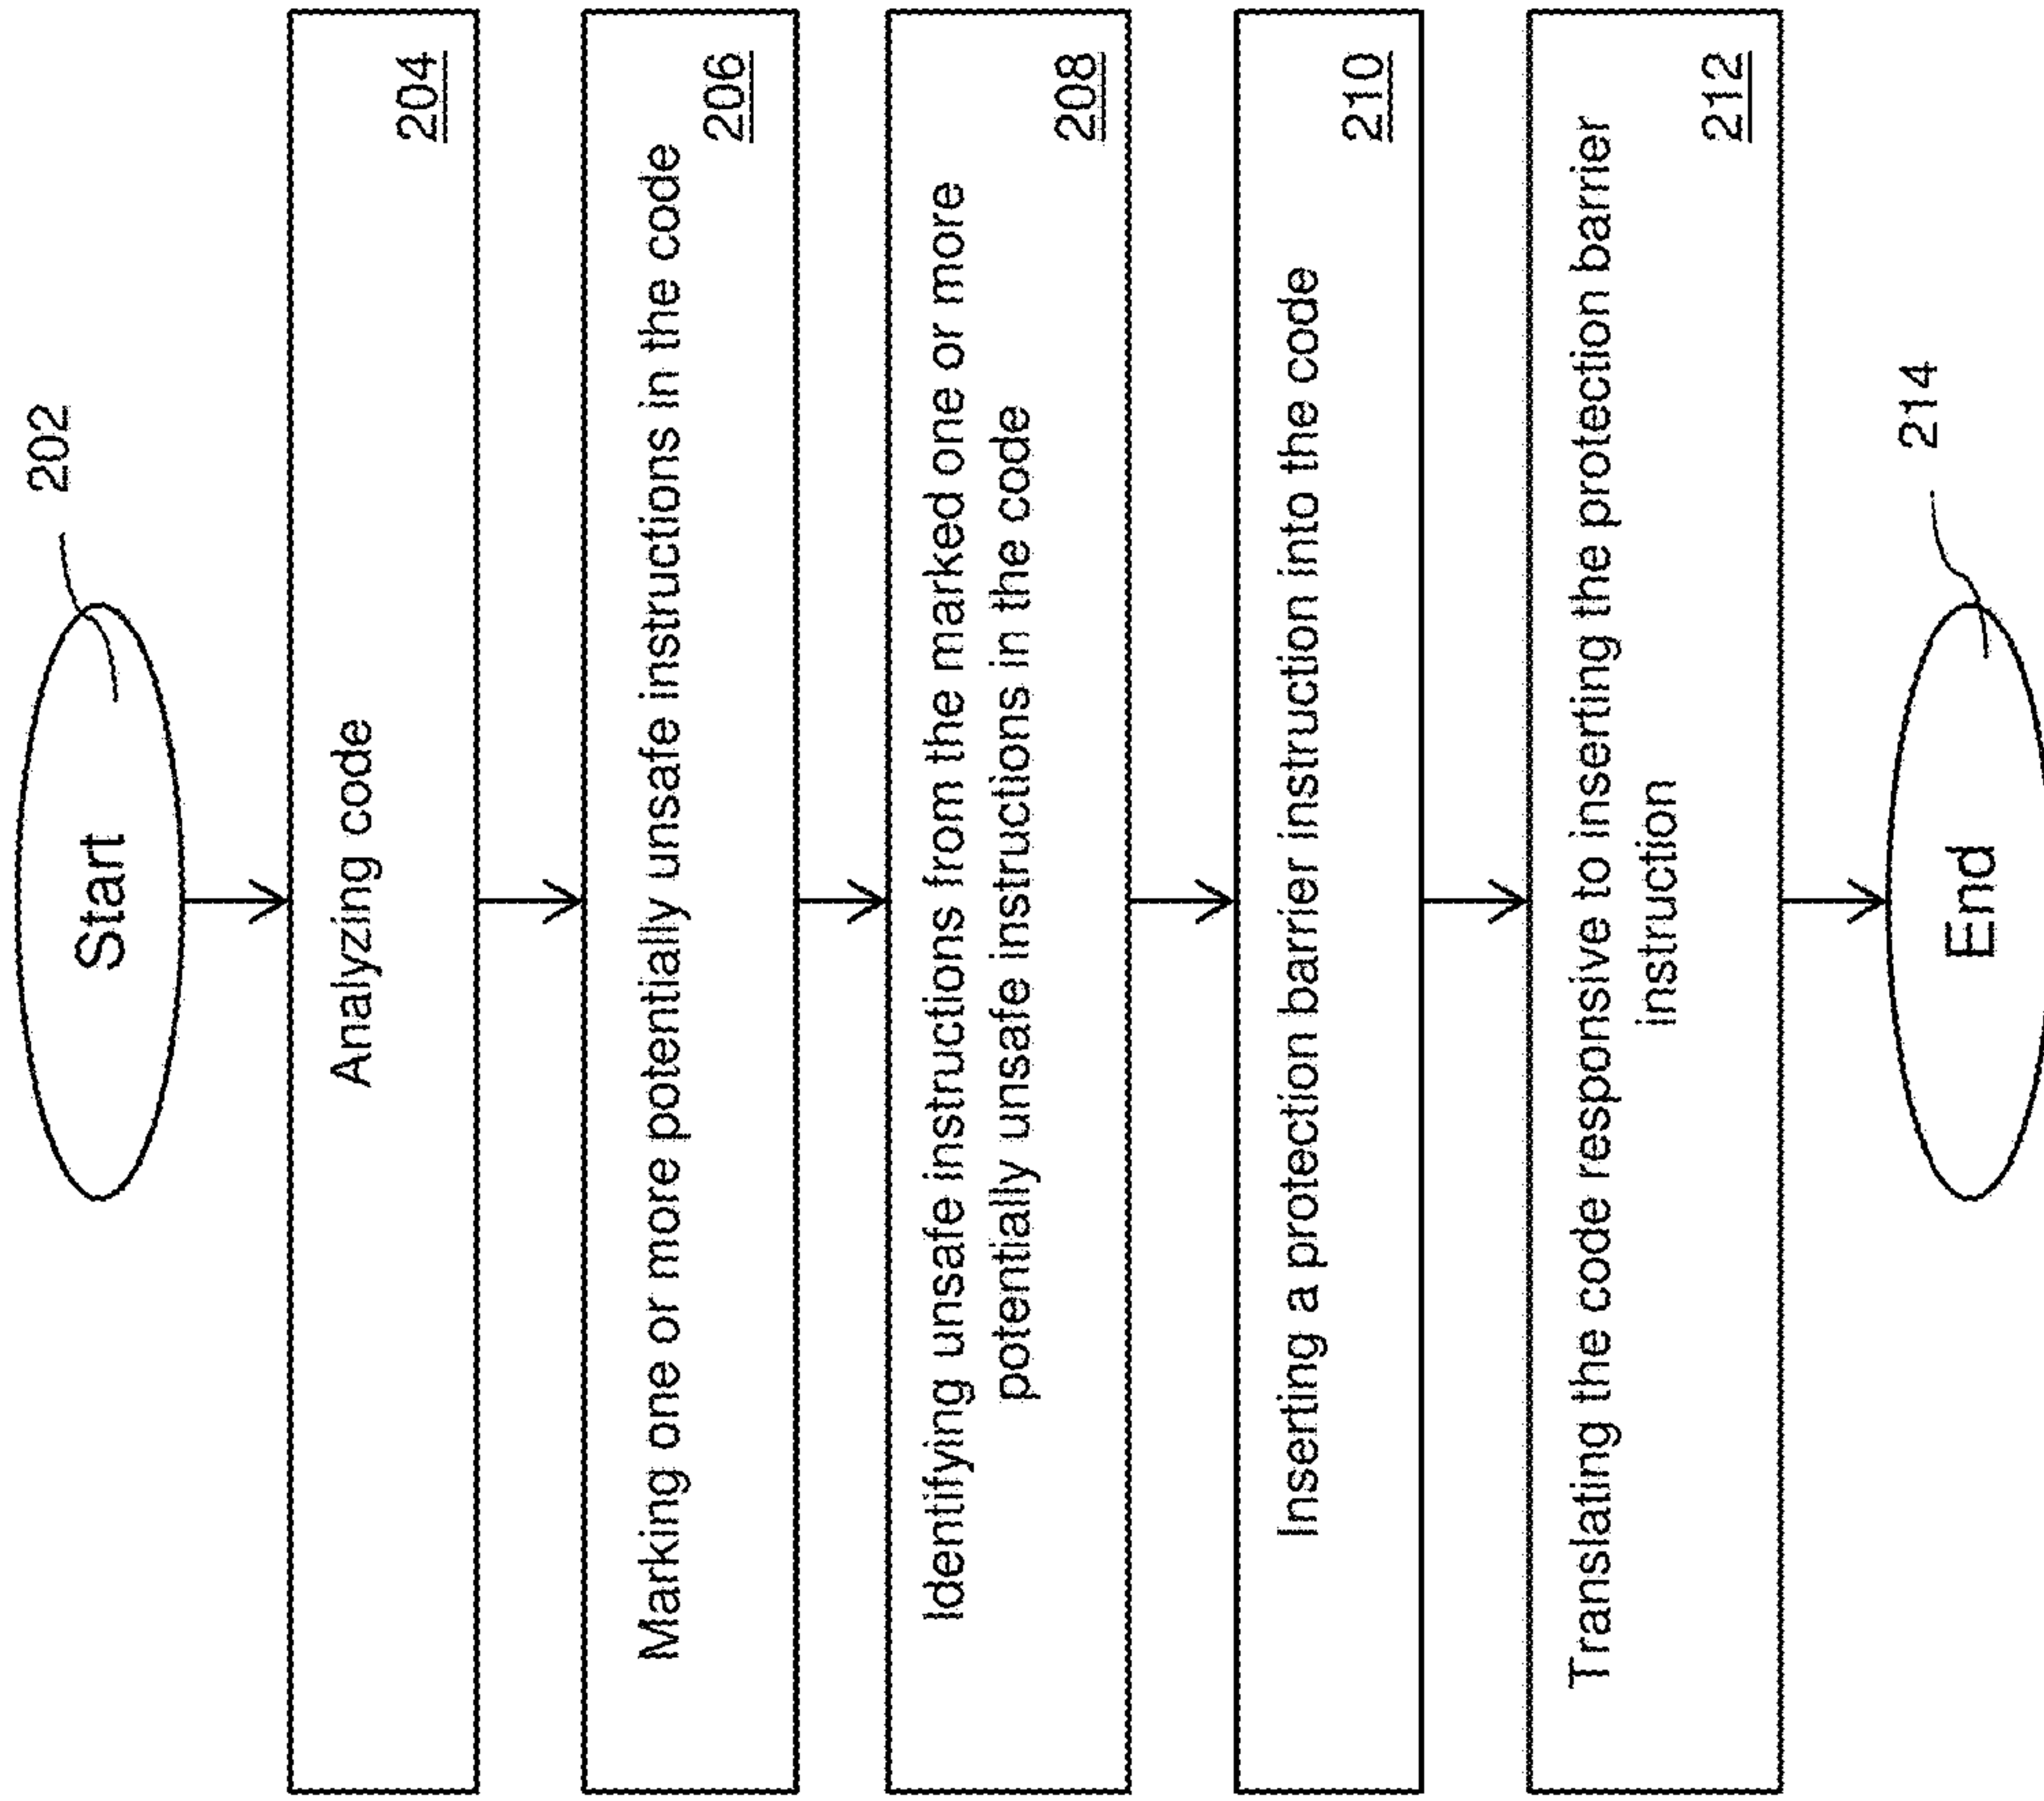 202
Start
Analyzing code
204
Marking one or more potentially unsafe instructions in the code
206
Identifying unsafe instructions from the marked one or more
potentially unsafe instructions in the code
208
Inserting a protection barrier instruction into the code
210
Translating the code responsive to inserting the protection barrier
instruction
212
214
End